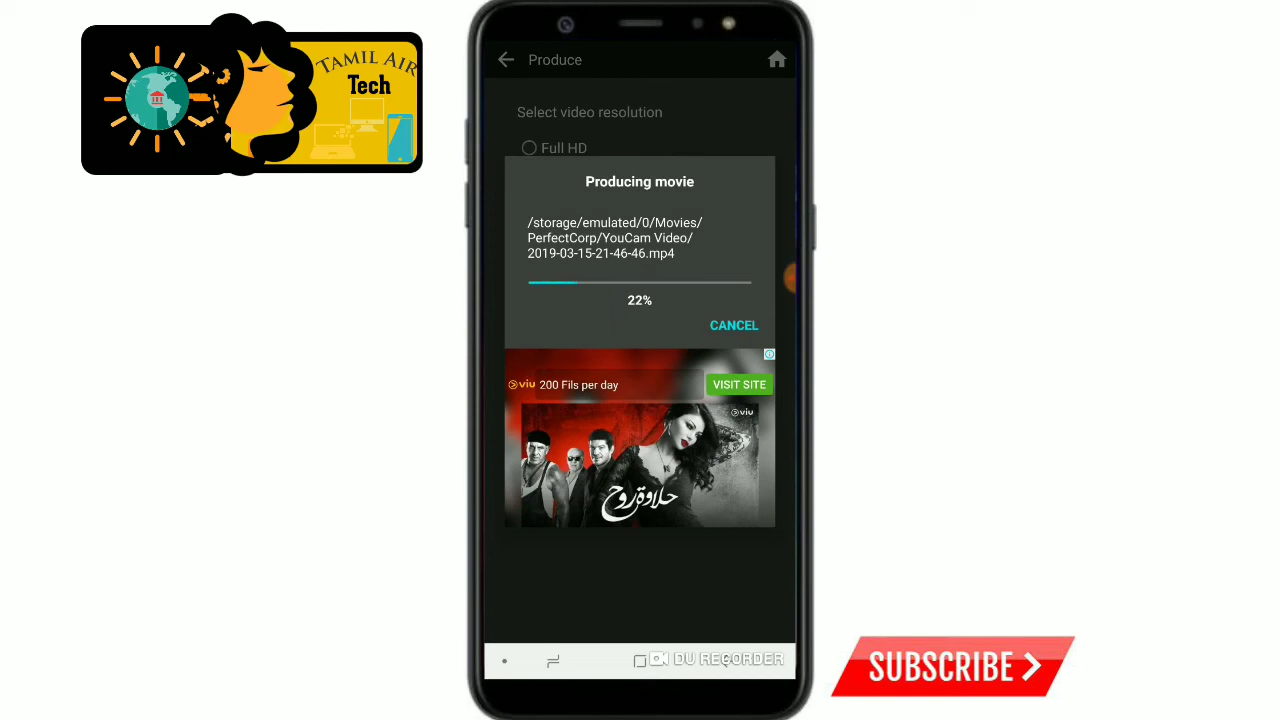 TAMIL AIR
Tech
Produce
Select video resolution
Full HD
Producing movie
/storage/emulated/0/Movies/
PerfectCorp/YouCam Video/
2019-03-15-21-46-46.mp4
22%
CANCEL
viu 200 Fils per day
VISIT SITE
viu
حلاوة روح
DU RECORDER
SUBSCRIBE